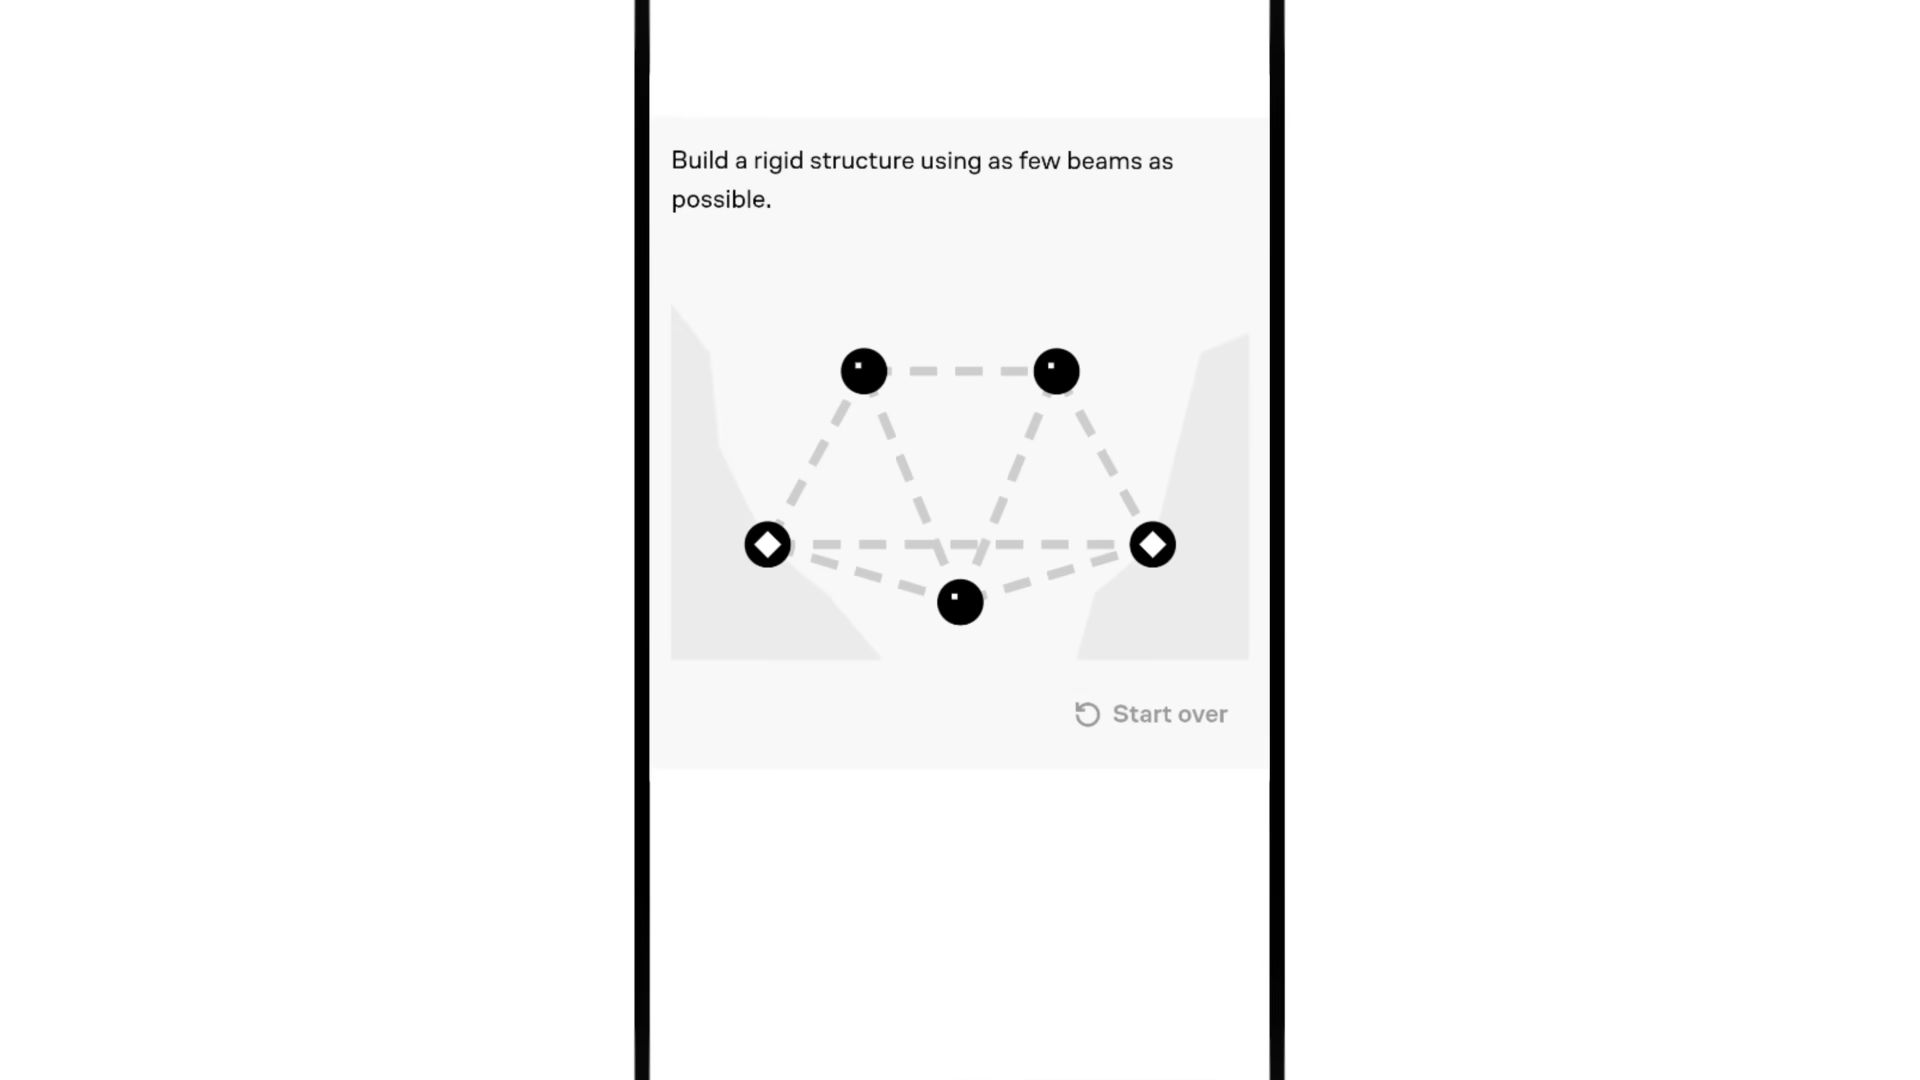 Build a rigid structure using as few beams as
possible.
Start over